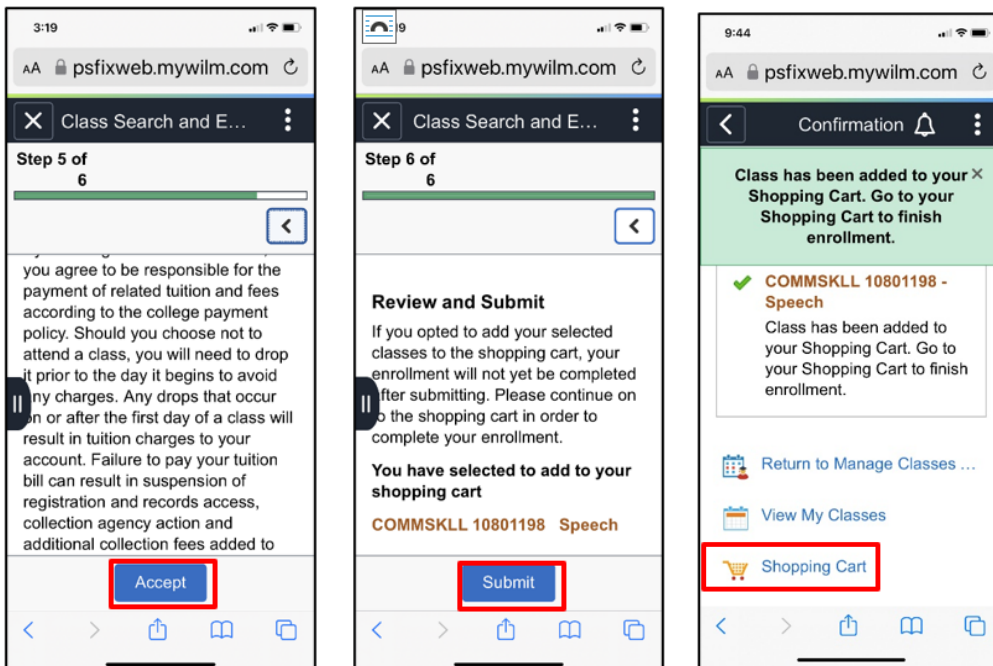 3:19
AA psfixweb.mywilm.com
Class Search and E...
Step 5 of
6
you agree to be responsible for the
payment of related tuition and fees
according to the college payment
policy. Should you choose not to
attend a class, you will need to drop
it prior to the day it begins to avoid
any charges. Any drops that occur
on or after the first day of a class will
result in tuition charges to your
account. Failure to pay your tuition
bill can result in suspension of
registration and records access,
collection agency action and
additional collection fees added to
Accept
9
AA psfixweb.mywilm.com
Class Search and E...
Step 6 of
6
Review and Submit
If you opted to add your selected
classes to the shopping cart, your
enrollment will not yet be completed
after submitting. Please continue on
to the shopping cart in order to
complete your enrollment.
You have selected to add to your
shopping cart
COMMSKLL 10801198 Speech
Submit
9:44
AA psfixweb.mywilm.com
Confirmation
Class has been added to your
Shopping Cart. Go to your
Shopping Cart to finish
enrollment.
COMMSKLL 10801198 -
Speech
Class has been added to
your Shopping Cart. Go to
your Shopping Cart to finish
enrollment.
Return to Manage Classes ...
View My Classes
Shopping Cart